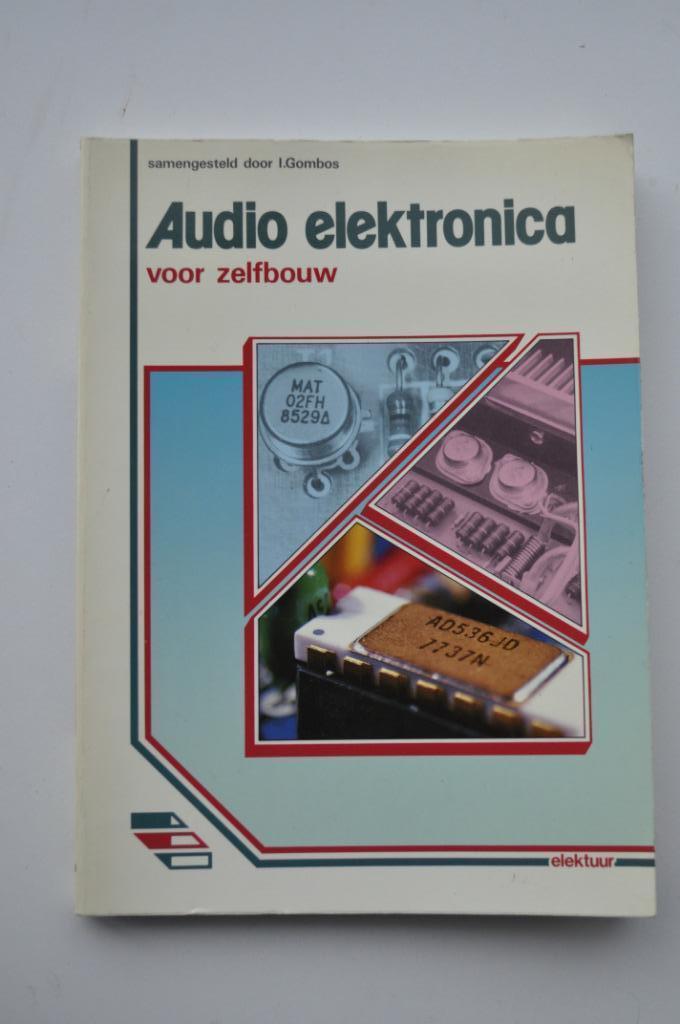 samengesteld door I.Gombos
Audio elektronica
voor zelfbouw
MAT
02FH
8529Δ
AD536JD
7737N
elektuur